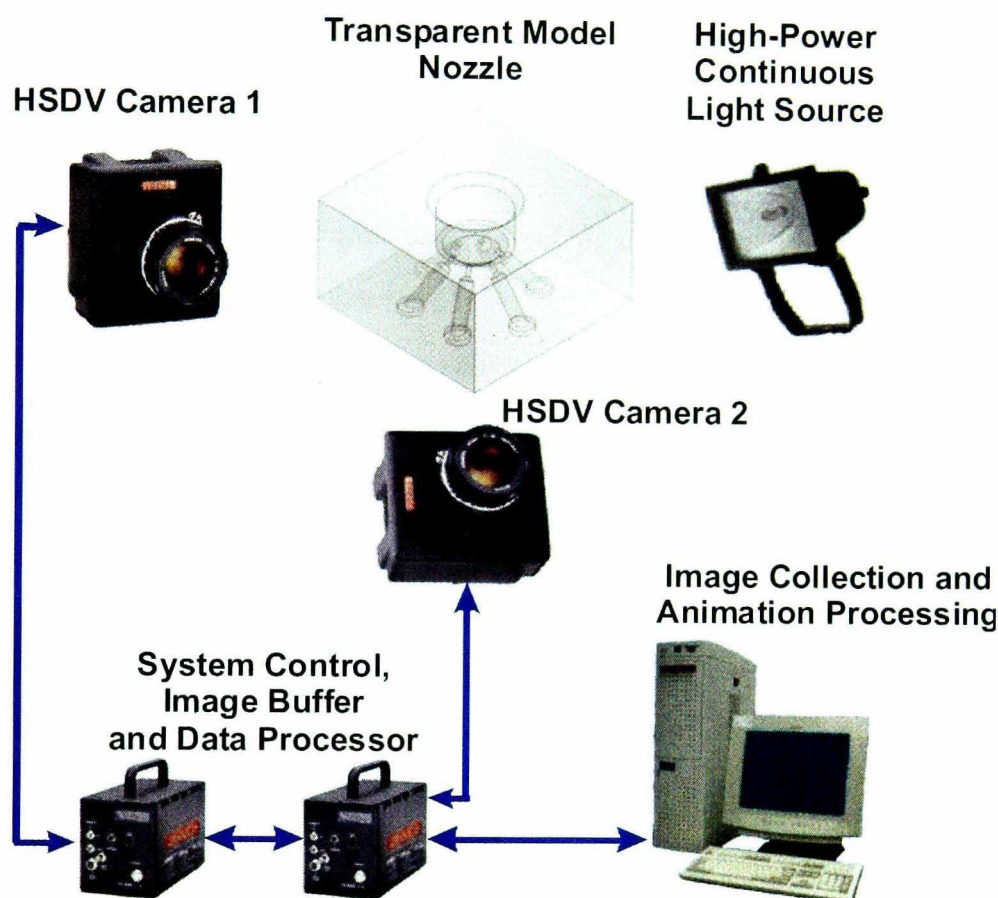 Transparent Model
Nozzle
High-Power
Continuous
Light Source
HSDV Camera 1
HSDV Camera 2
Image Collection and
Animation Processing
System Control,
Image Buffer
and Data Processor